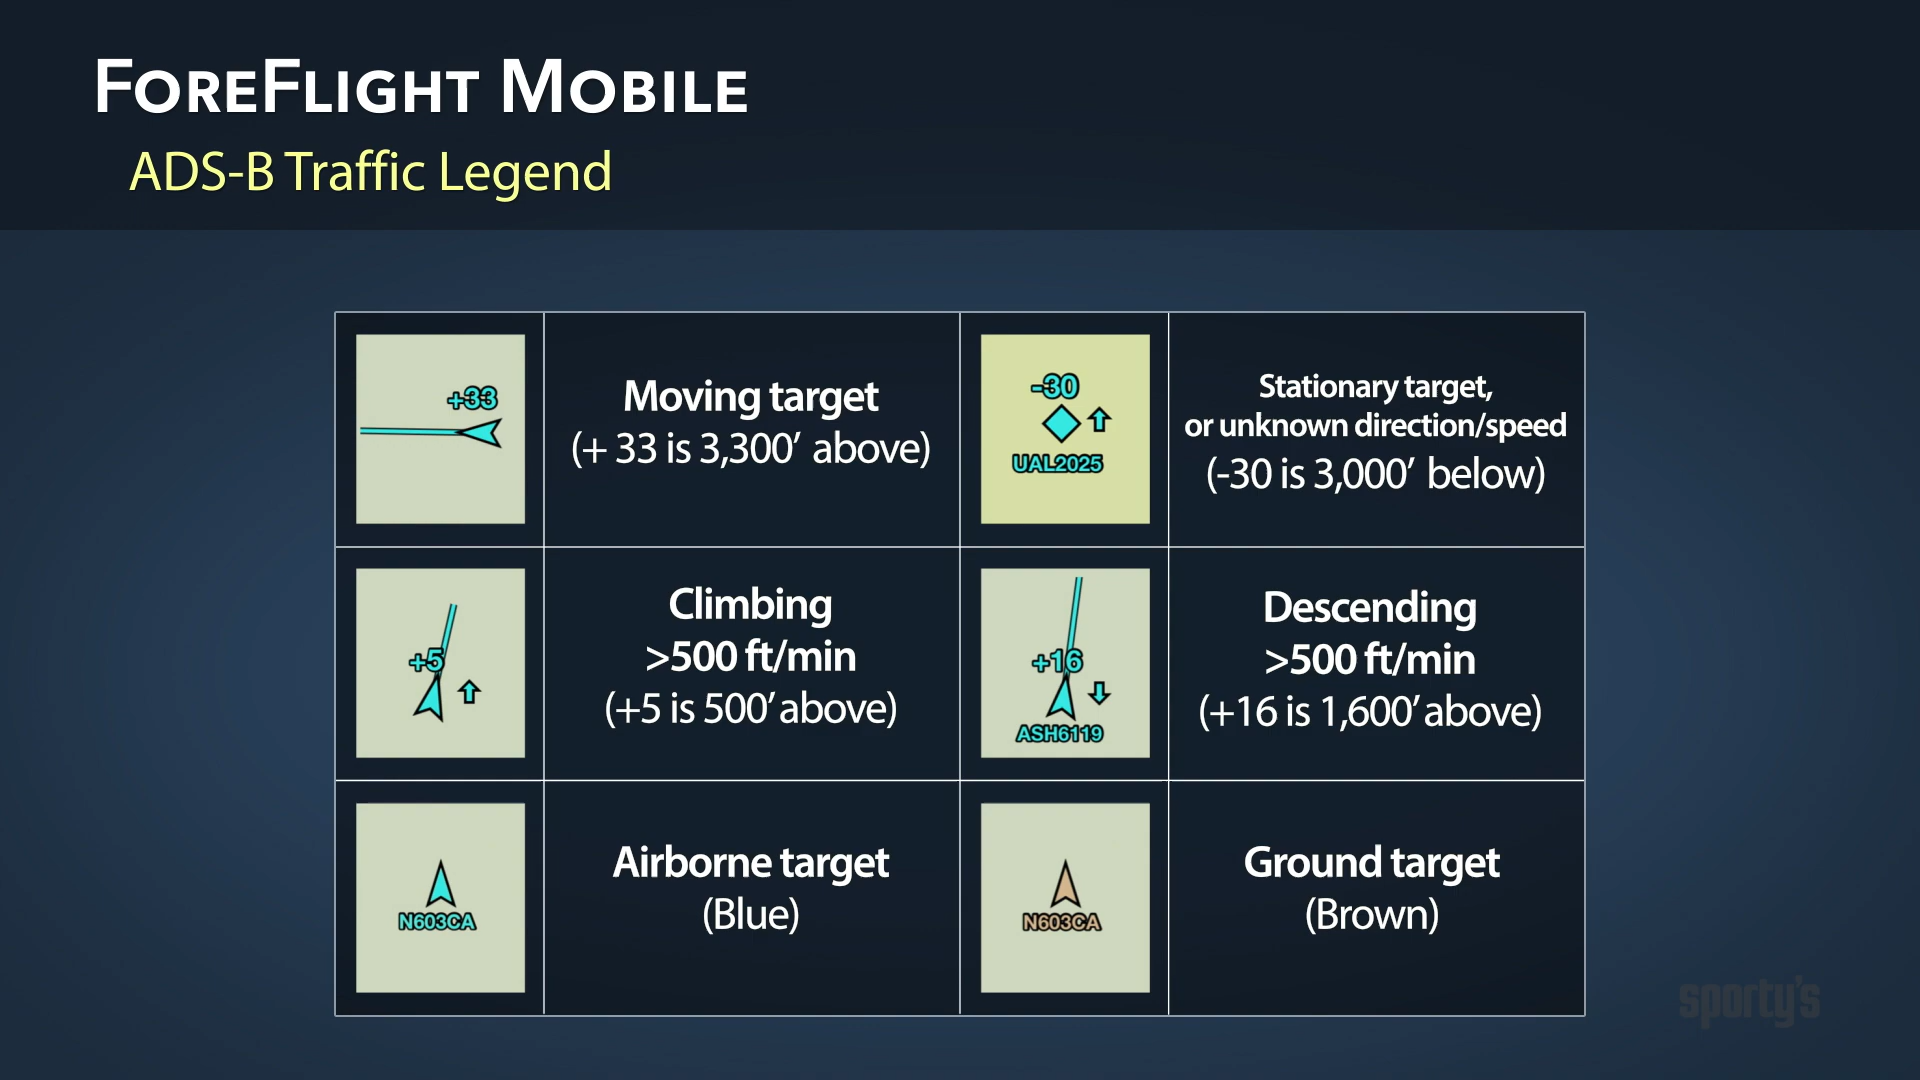 FOREFLIGHT MOBILE
ADS-B Traffic Legend
+33
Moving target
(+ 33 is 3,300′ above)
-30
UAL2025
Stationary target,
or unknown direction/speed
(-30 is 3,000′ below)
+5
Climbing
>500 ft/min
(+5 is 500′ above)
+16
ASH6119
Descending
>500 ft/min
(+16 is 1,600′ above)
N603CA
Airborne target
(Blue)
N603CA
Ground target
(Brown)
sporty's